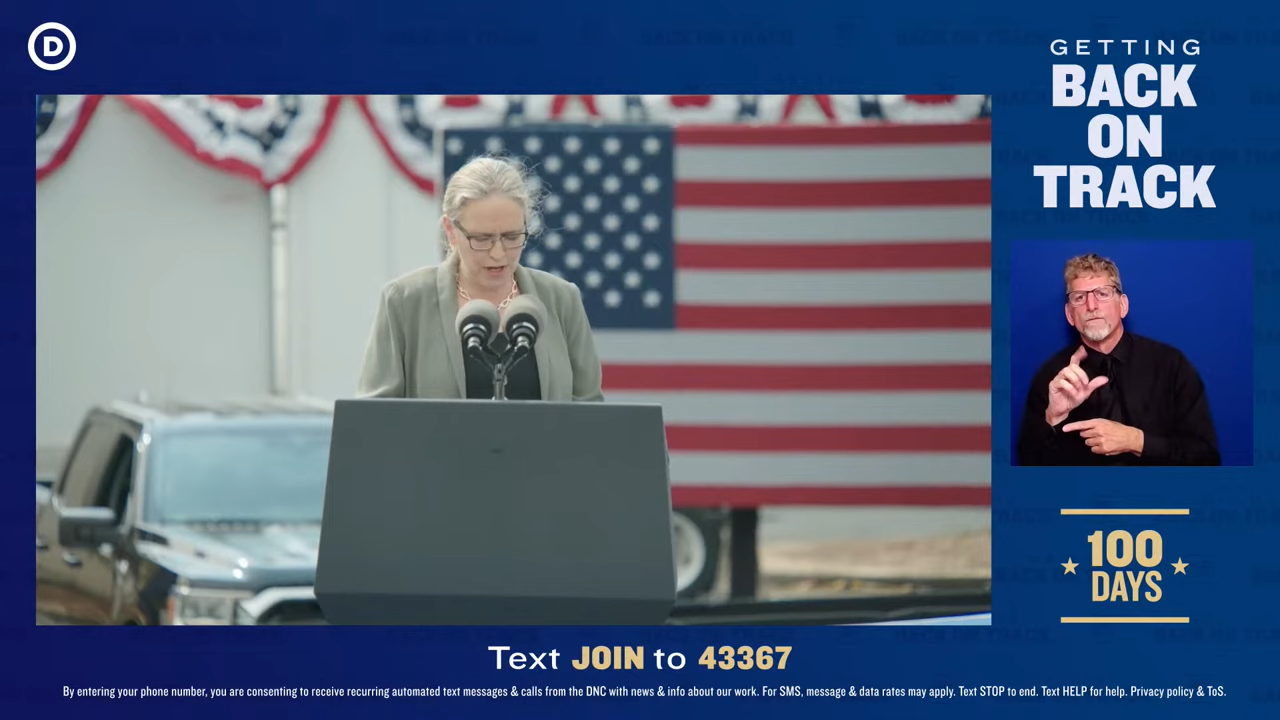 D
GETTING
BACK
ON
TRACK
100
DAYS
Text JOIN to 43367
By entering your phone number, you are consenting to receive recurring automated text messages & calls from the DNC with news & info about our work. For SMS, message & data rates may apply. Text STOP to end. Text HELP for help. Privacy policy & ToS.